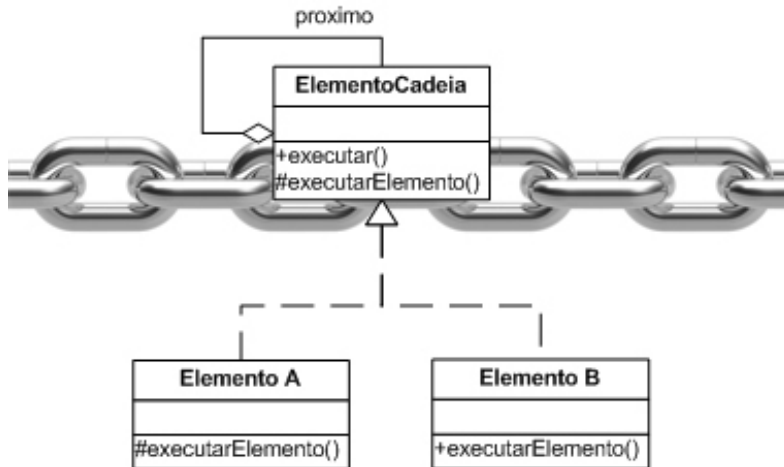 proximo
ElementoCadeia
+executar()
#executarElemento()
Elemento A
#executarElemento()
Elemento B
+executarElemento()